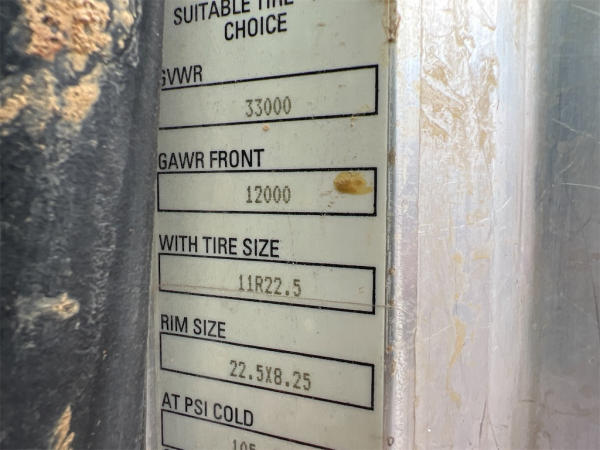 SUITABLE TIRE
CHOICE
GVWR
33000
GAWR FRONT
12000
WITH TIRE SIZE
11R22.5
RIM SIZE
22.5X8.25
AT PSI COLD
105